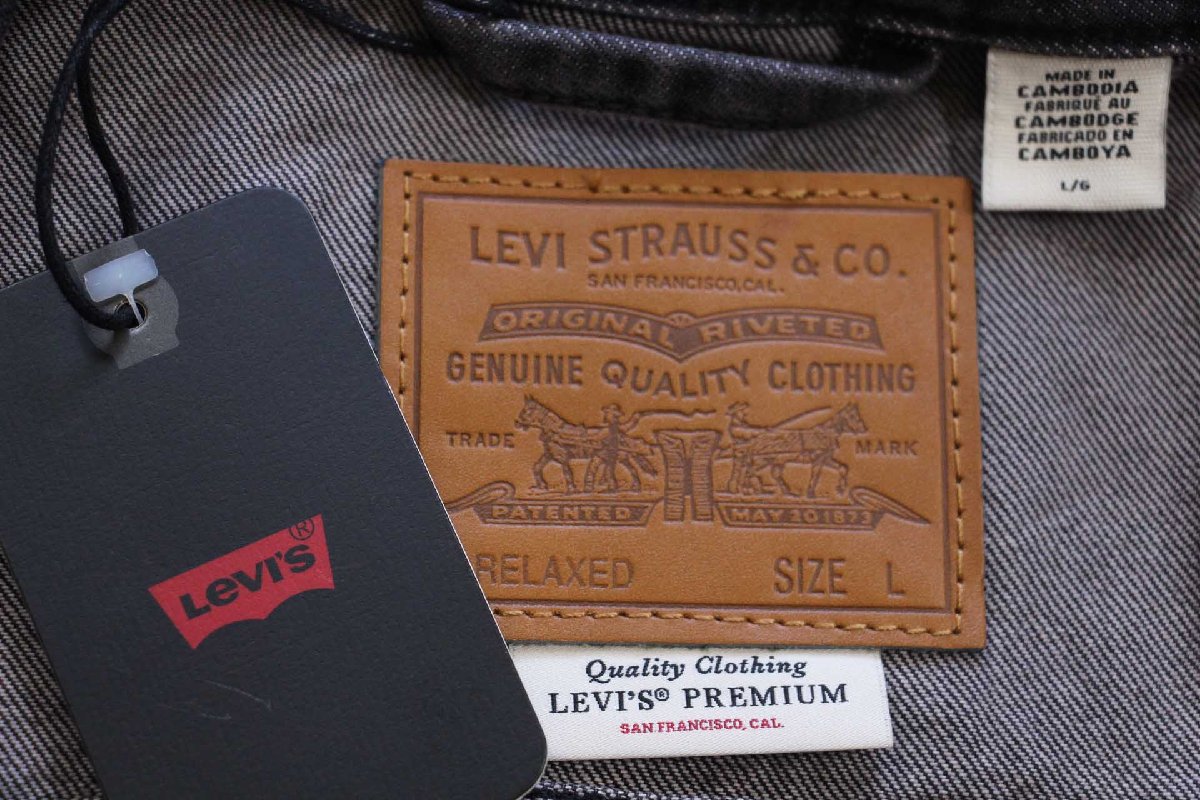 MADE IN
CAMBODIA
FABRIQUÉ AU
CAMBODGE
FABRICADO EN
CAMBOYA
L/G
LEVI STRAUSS & CO.
SAN FRANCISCO, CAL.
ORIGINAL RIVETED
GENUINE QUALITY CLOTHING
TRADE MARK
PATENTED MAY 20 1873
RELAXED SIZE L
Levi's®
Quality Clothing
LEVI'S® PREMIUM
SAN FRANCISCO, CAL.